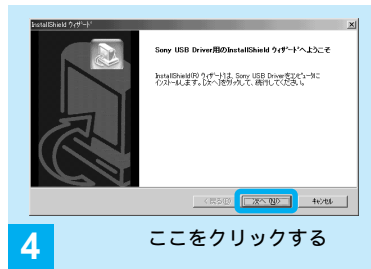 InstallShield ウィザード
Sony USB Driver用のInstallShield ウィザードへようこそ
InstallShield(R) ウィザードは、Sony USB Driverをコンピュータに
インストールします。[次へ]をクリックして、続行してください。
< 戻る(B)
次へ(N) >
キャンセル
4
ここをクリックする